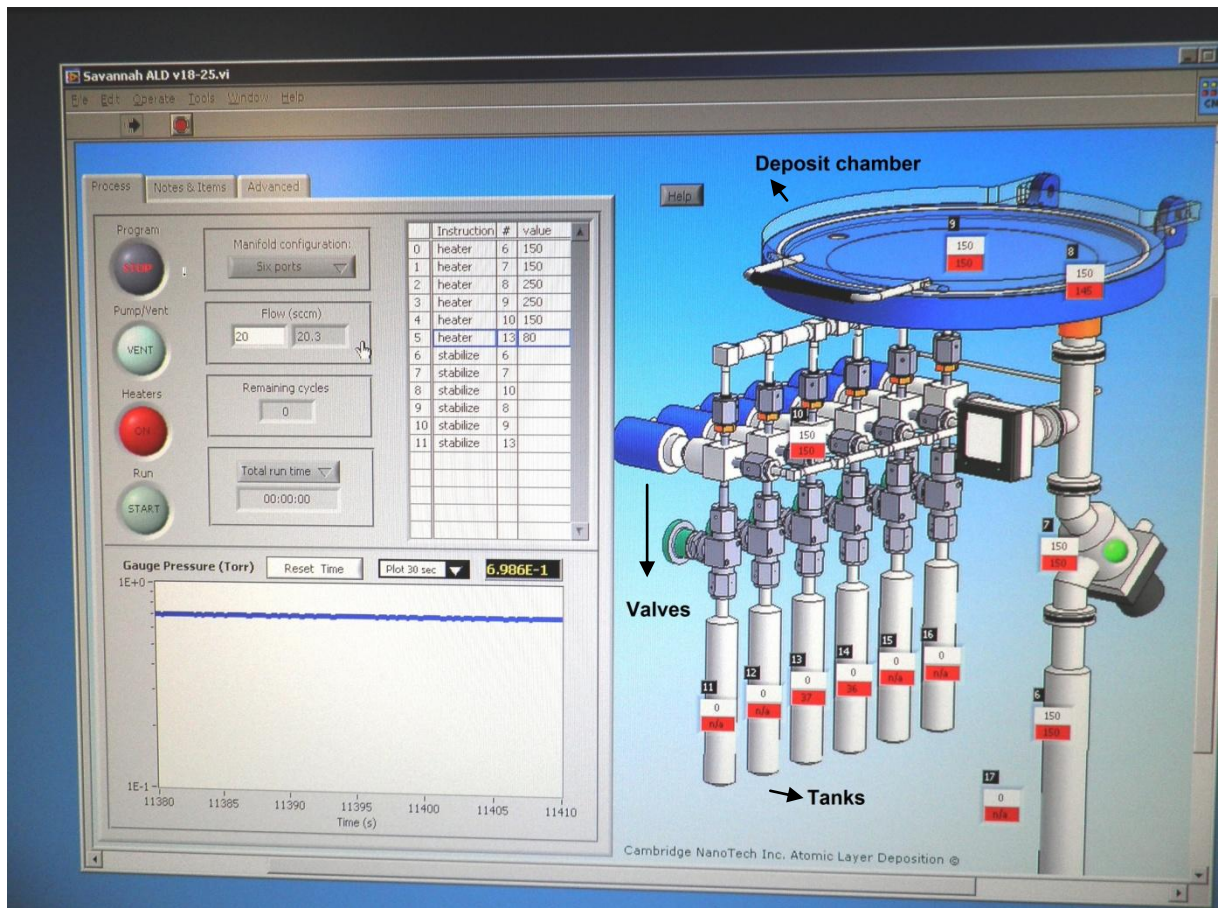 Savannah ALD v18-25.vi
File Edit Operate Tools Window Help
CN
Process Notes & Items Advanced
Program
STOP
Pump/Vent
VENT
Heaters
ON
Run
START
Manifold configuration:
Six ports
Flow (sccm)
20 20.3
Remaining cycles
0
Total run time
00:00:00
Instruction # value
0 heater 6 150
1 heater 7 150
2 heater 8 250
3 heater 9 250
4 heater 10 150
5 heater 13 80
6 stabilize 6
7 stabilize 7
8 stabilize 10
9 stabilize 8
10 stabilize 9
11 stabilize 13
Gauge Pressure (Torr) Reset Time Plot 30 sec 6.986E-1
1E+0
1E-1
11380 11385 11390 11395 11400 11405 11410
Time (s)
Help
Deposit chamber
9
150
150
8
150
145
10
150
150
7
150
150
Valves
11
0
n/a
12
0
n/a
13
0
37
14
0
36
15
0
n/a
16
0
n/a
6
150
150
17
0
n/a
Tanks
Cambridge NanoTech Inc. Atomic Layer Deposition ©